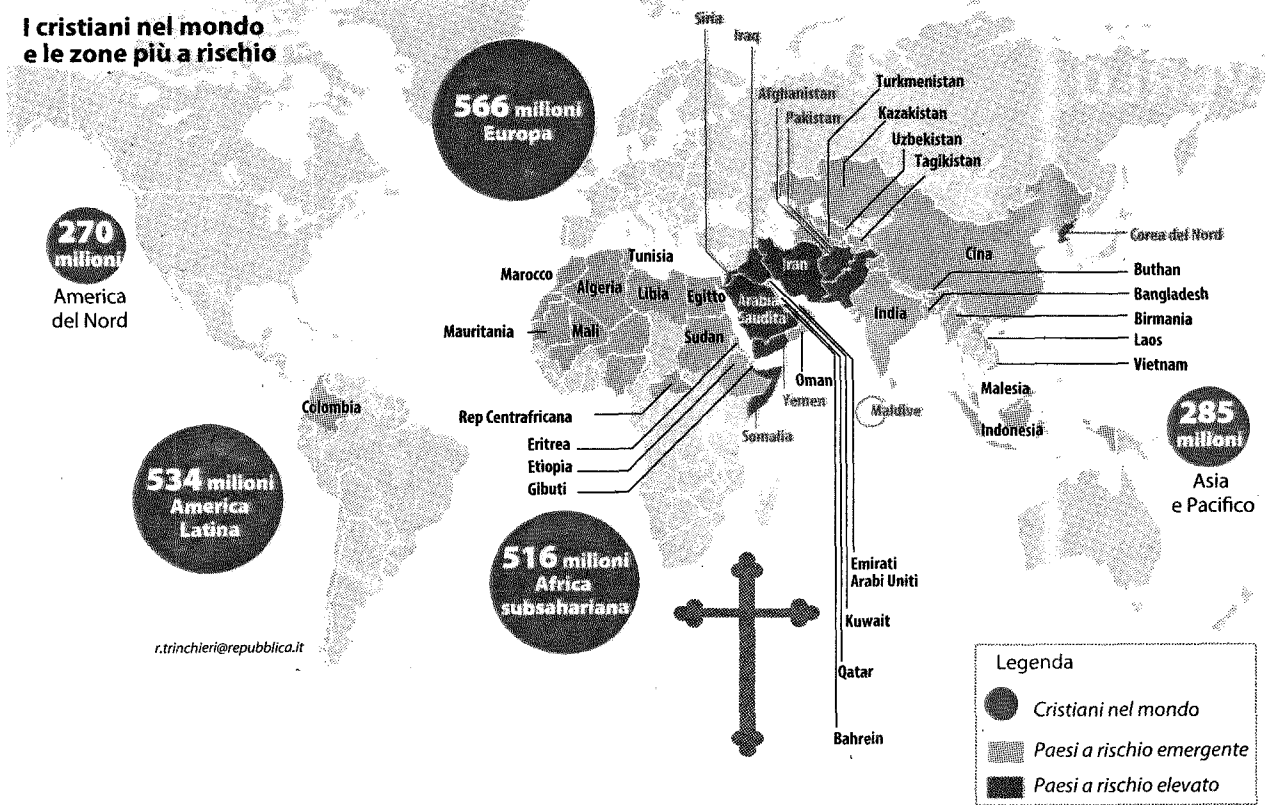 I cristiani nel mondo
e le zone più a rischio
566 milioni
Europa
270
milioni
America
del Nord
534 milioni
America
Latina
516 milioni
Africa
subsahariana
285
milioni
Asia
e Pacifico
Siria
Iraq
Afghanistan
Pakistan
Turkmenistan
Kazakistan
Uzbekistan
Tagikistan
Corea del Nord
Cina
Buthan
Bangladesh
Birmania
Laos
Vietnam
Malesia
Indonesia
India
Iran
Arabia
Saudita
Marocco
Tunisia
Algeria
Libia
Egitto
Mauritania
Mali
Sudan
Oman
Yemen
Maldive
Somalia
Rep Centrafricana
Eritrea
Etiopia
Gibuti
Colombia
Emirati
Arabi Uniti
Kuwait
Qatar
Bahrein
r.trinchieri@repubblica.it
Legenda
Cristiani nel mondo
Paesi a rischio emergente
Paesi a rischio elevato